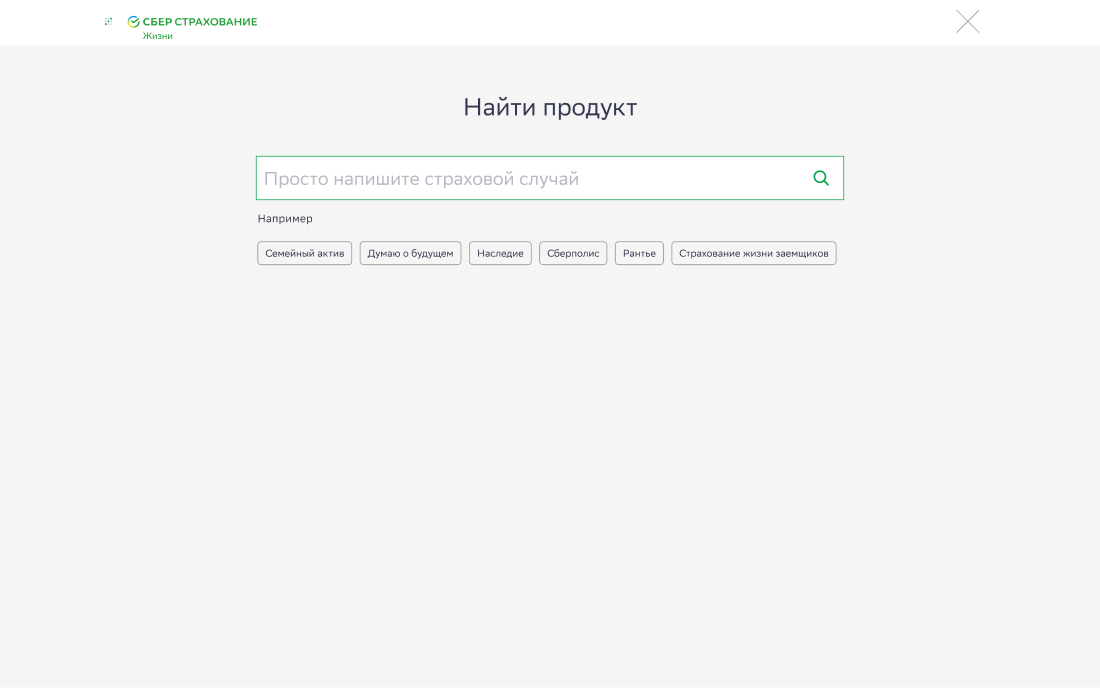 СБЕР СТРАХОВАНИЕ
Жизни
Найти продукт
Просто напишите страховой случай
Например
Семейный актив Думаю о будущем Наследие Сберполис Рантье Страхование жизни заемщиков